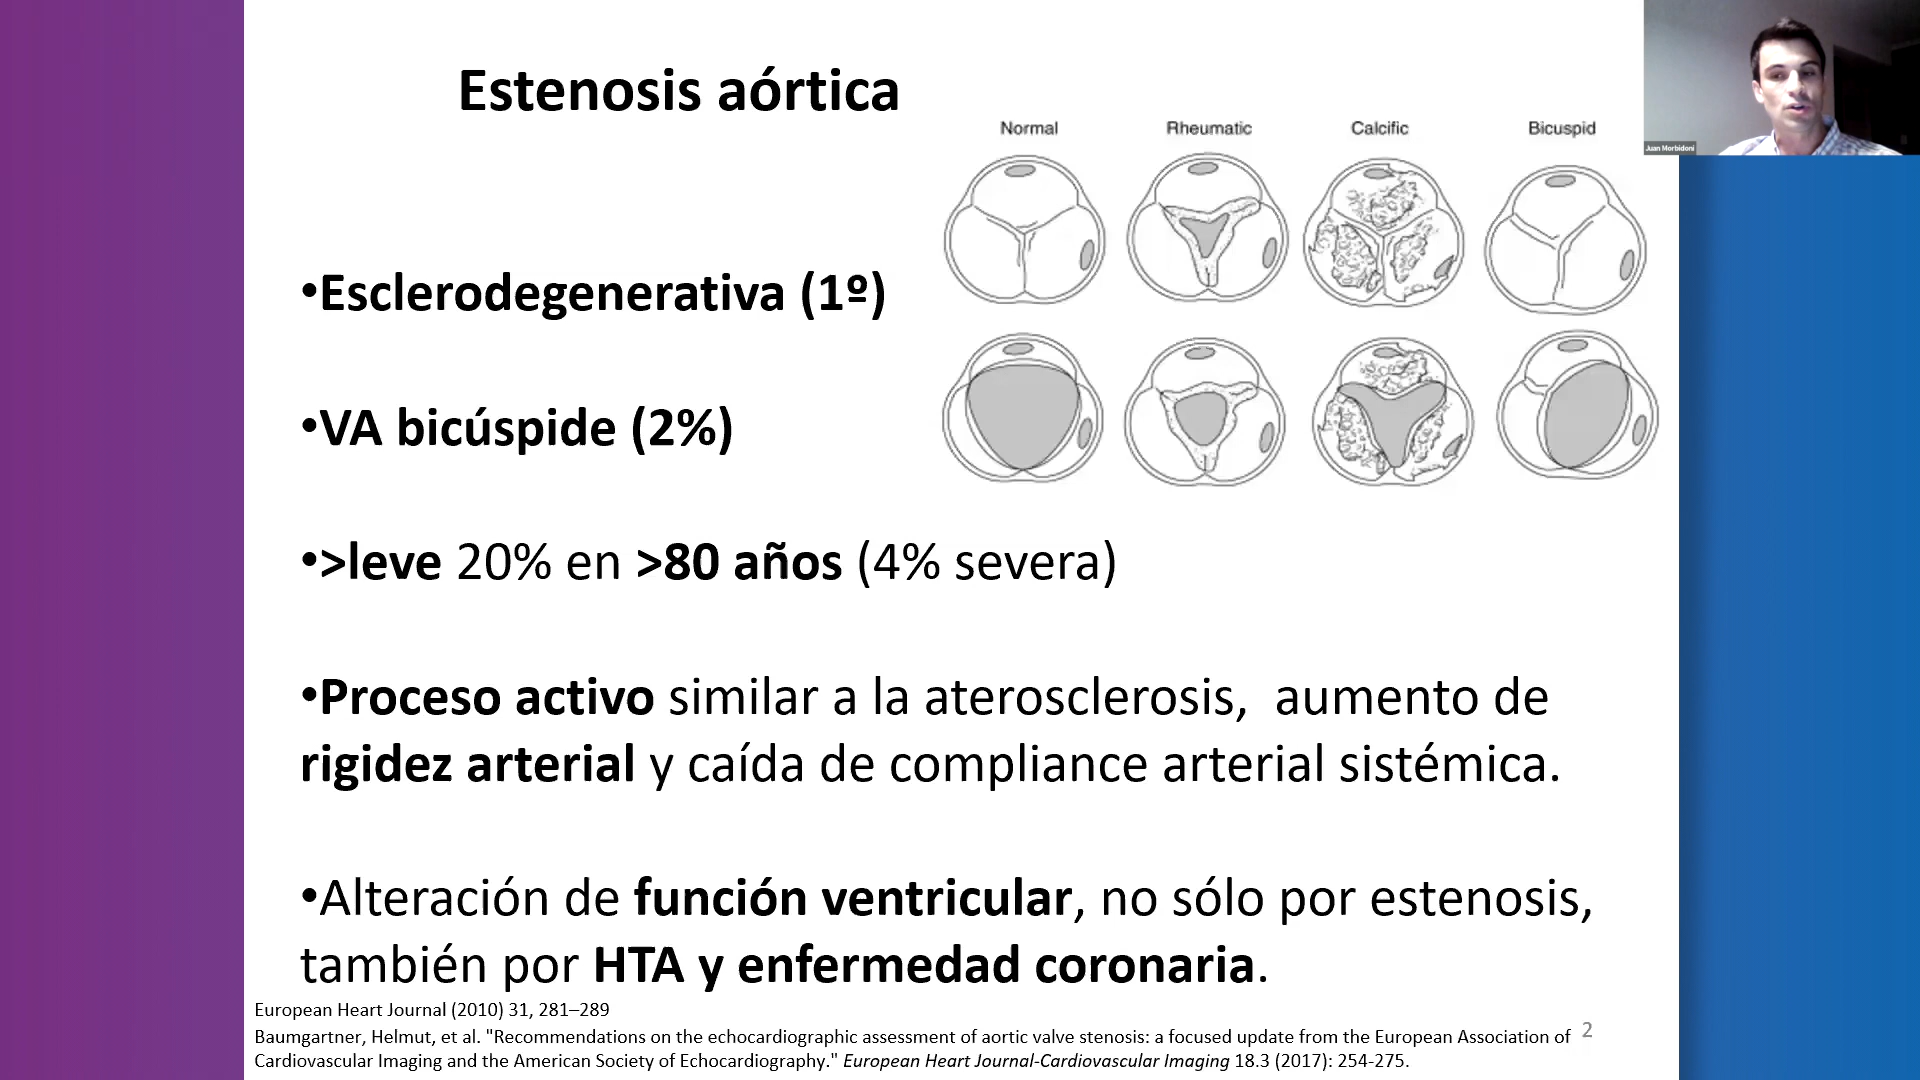 Estenosis aórtica
Normal
Rheumatic
Calcific
Bicuspid
Juan Morbidoni
•Esclerodegenerativa (1º)
•VA bicúspide (2%)
•>leve 20% en >80 años (4% severa)
•Proceso activo similar a la aterosclerosis,  aumento de
rigidez arterial y caída de compliance arterial sistémica.
•Alteración de función ventricular, no sólo por estenosis,
también por HTA y enfermedad coronaria.
European Heart Journal (2010) 31, 281–289
Baumgartner, Helmut, et al. "Recommendations on the echocardiographic assessment of aortic valve stenosis: a focused update from the European Association of
Cardiovascular Imaging and the American Society of Echocardiography." European Heart Journal-Cardiovascular Imaging 18.3 (2017): 254-275.
2